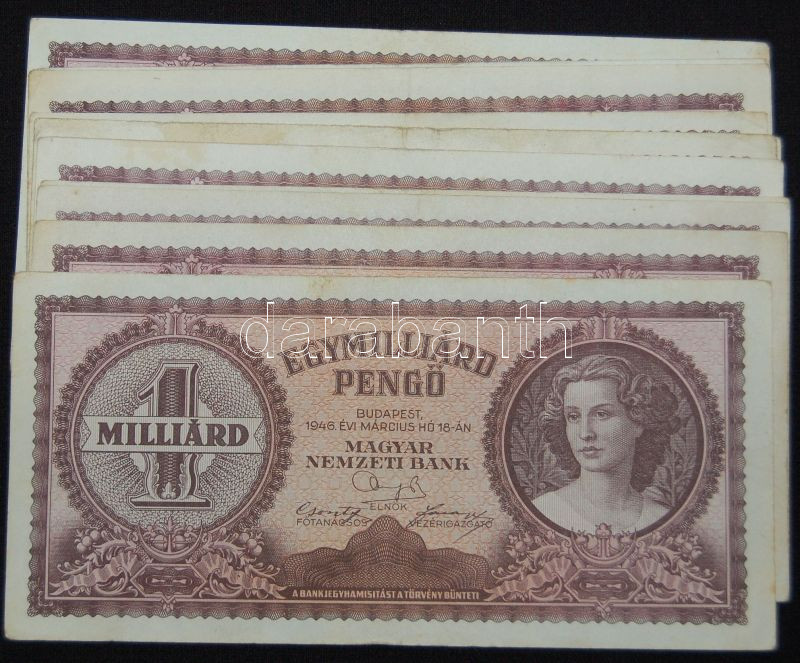 darabanth
EGYMILLIÁRD
PENGŐ
BUDAPEST,
1946. ÉVI MÁRCIUS HÓ 18-ÁN
MAGYAR
NEMZETI BANK
ELNÖK
FŐTANÁCSOS VEZÉRIGAZGATÓ
1
MILLIÁRD
A BANKJEGYHAMISITÁST A TÖRVÉNY BÜNTETI